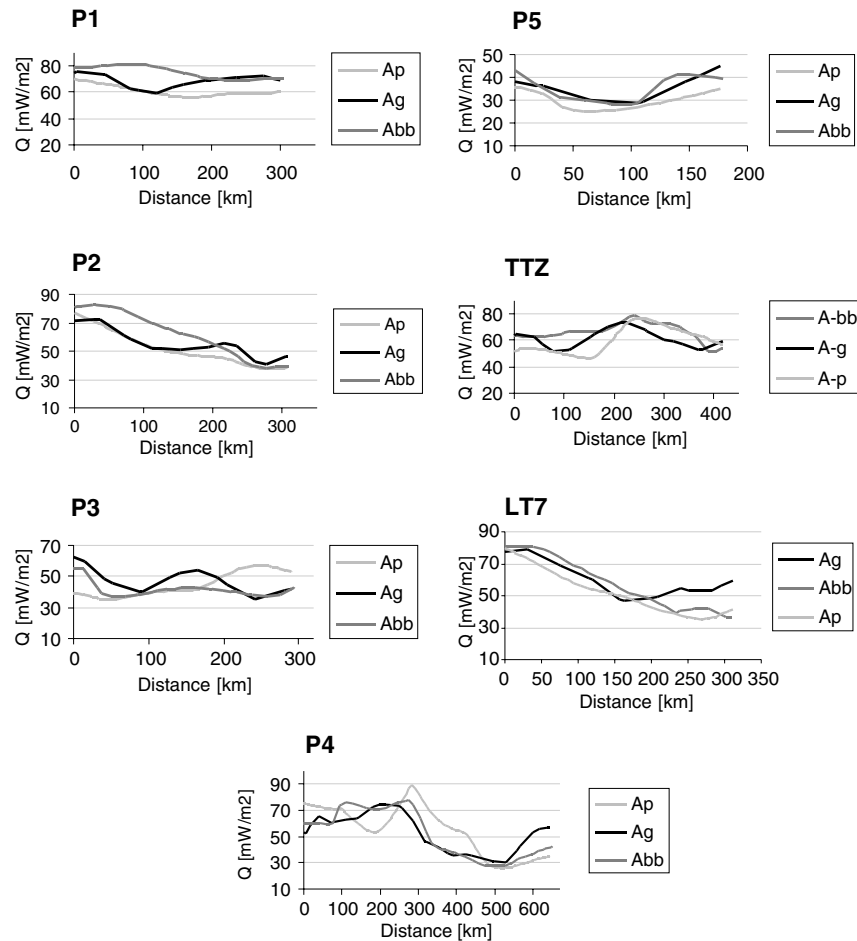 P1
Q [mW/m2]
80
60
40
20
0 100 200 300
Distance [km]
Ap
Ag
Abb
P5
Q [mW/m2]
50
40
30
20
10
0 50 100 150 200
Distance [km]
Ap
Ag
Abb
P2
Q [mW/m2]
90
70
50
30
10
0 100 200 300
Distance [km]
Ap
Ag
Abb
TTZ
Q [mW/m2]
80
60
40
20
0 100 200 300 400
Distance [km]
A-bb
A-g
A-p
P3
Q [mW/m2]
70
50
30
10
0 100 200 300
Distance [km]
Ap
Ag
Abb
LT7
Q [mW/m2]
90
70
50
30
10
0 50 100 150 200 250 300 350
Distance [km]
Ag
Abb
Ap
P4
Q [mW/m2]
90
70
50
30
10
0 100 200 300 400 500 600
Distance [km]
Ap
Ag
Abb